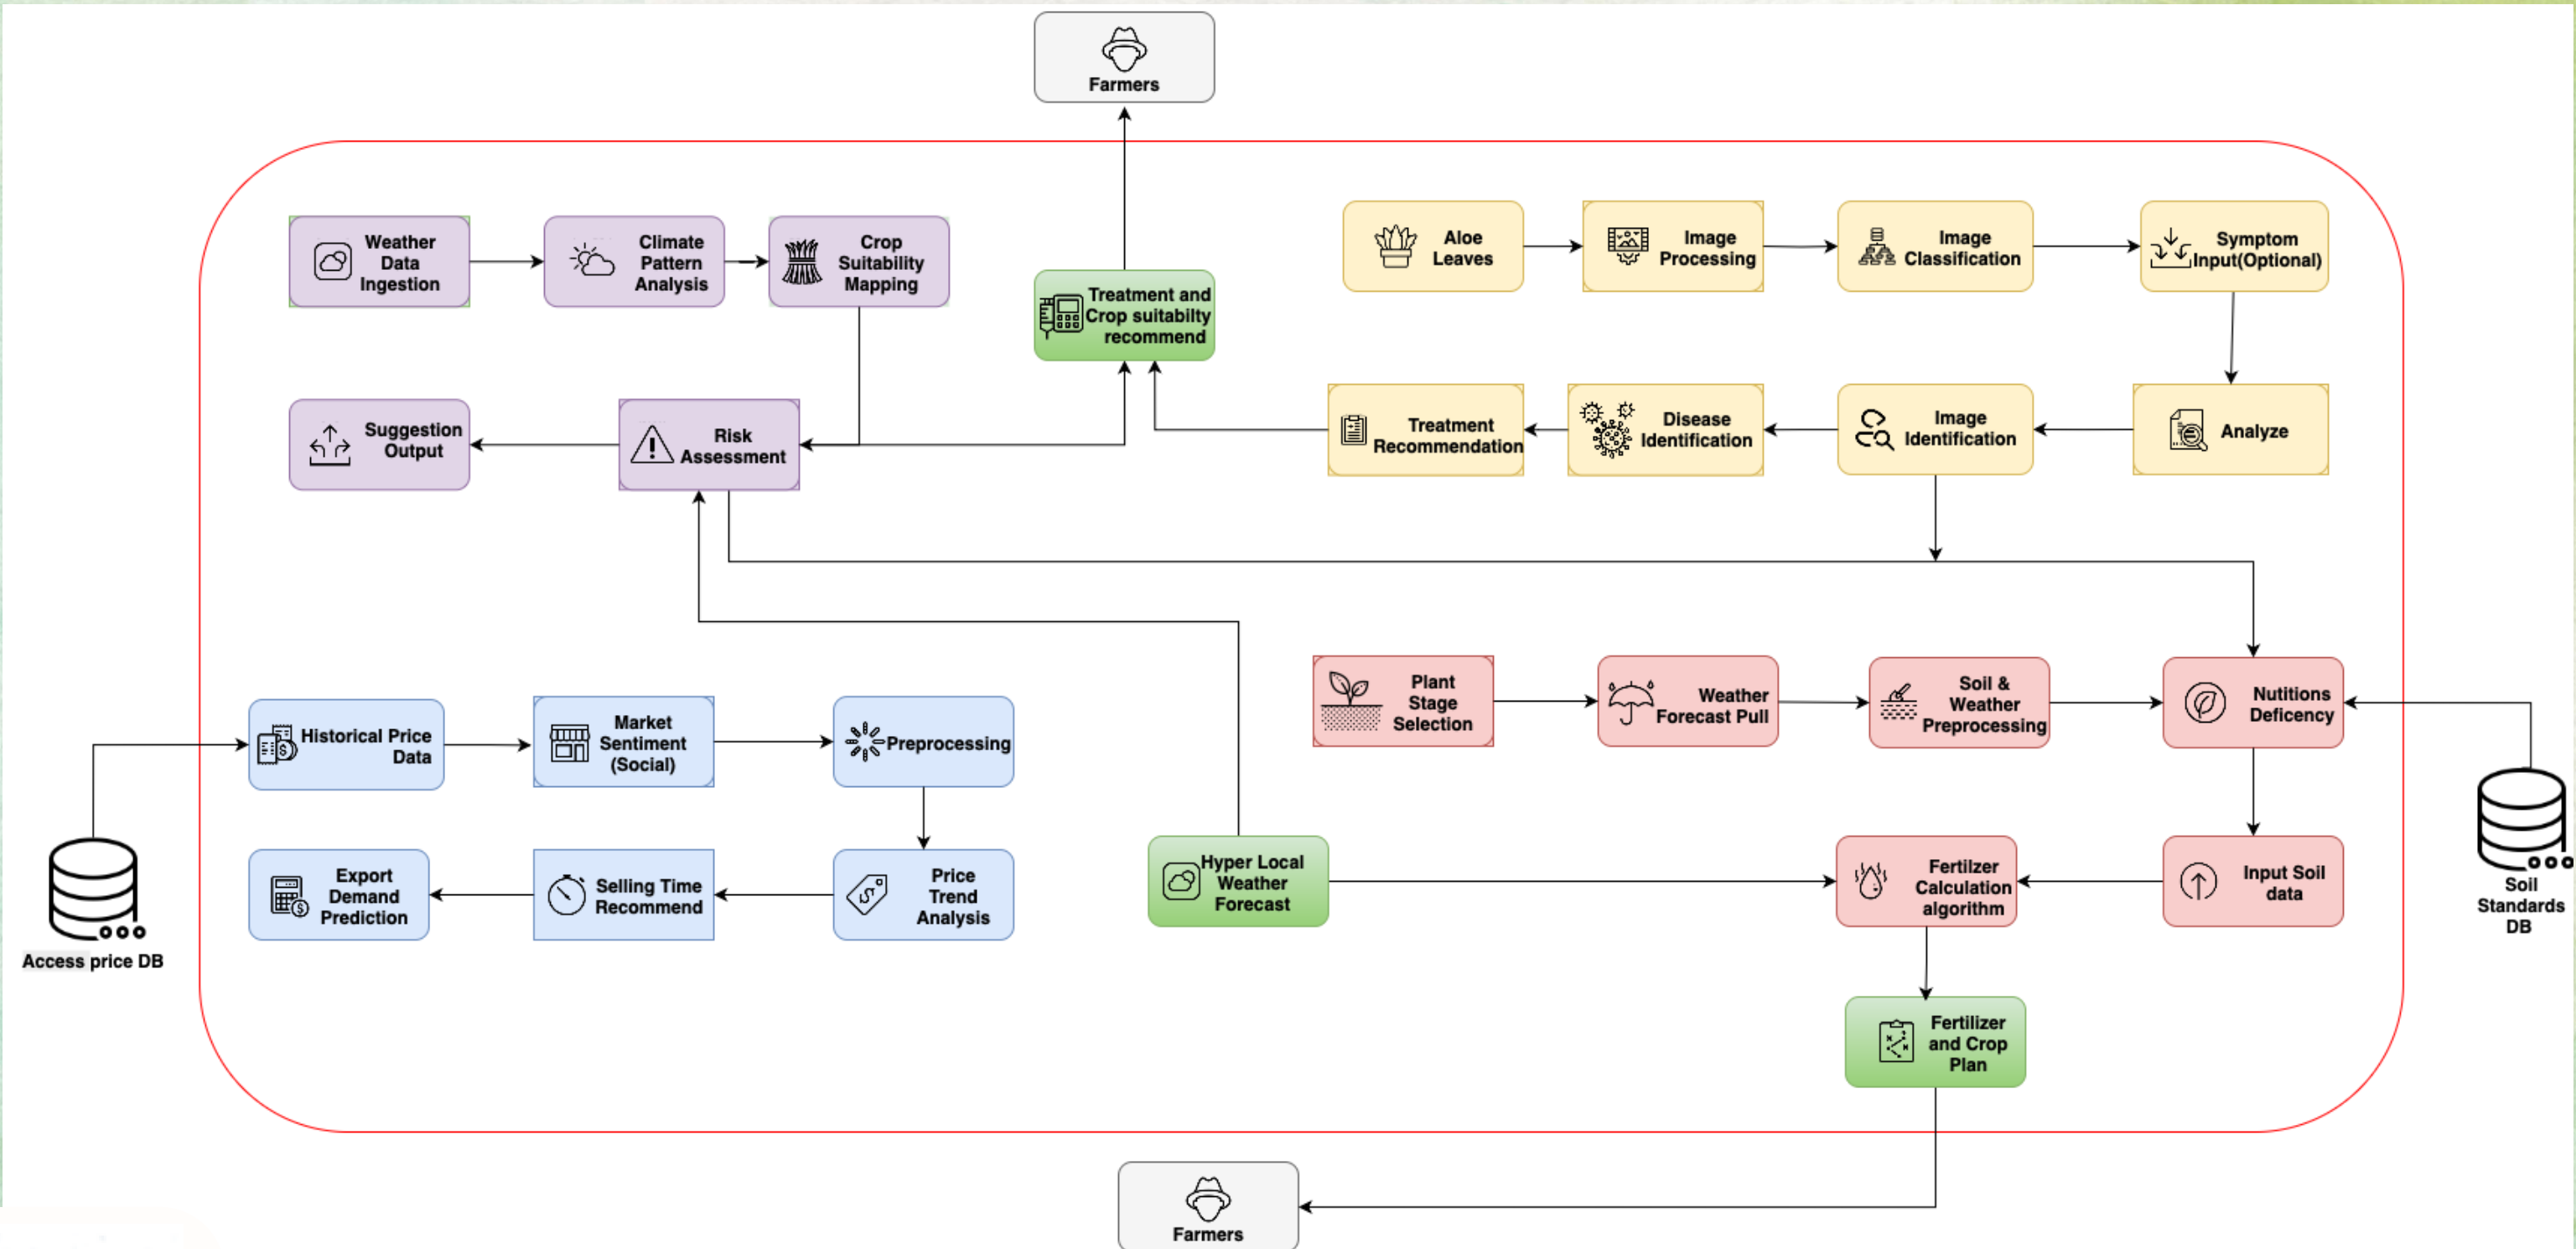 Farmers
Weather
Data
Ingestion
Climate
Pattern
Analysis
Crop
Suitability
Mapping
Treatment and
Crop suitabilty
recommend
Aloe
Leaves
Image
Processing
Image
Classification
Symptom
Input(Optional)
Suggestion
Output
Risk
Assessment
Treatment
Recommendation
Disease
Identification
Image
Identification
Analyze
Historical Price
Data
Market
Sentiment
(Social)
Preprocessing
Plant
Stage
Selection
Weather
Forecast Pull
Soil &
Weather
Preprocessing
Nutitions
Deficency
Export
Demand
Prediction
Selling Time
Recommend
Price
Trend
Analysis
Hyper Local
Weather
Forecast
Fertilzer
Calculation
algorithm
Input Soil
data
Access price DB
Soil
Standards
DB
Fertilizer
and Crop
Plan
Farmers